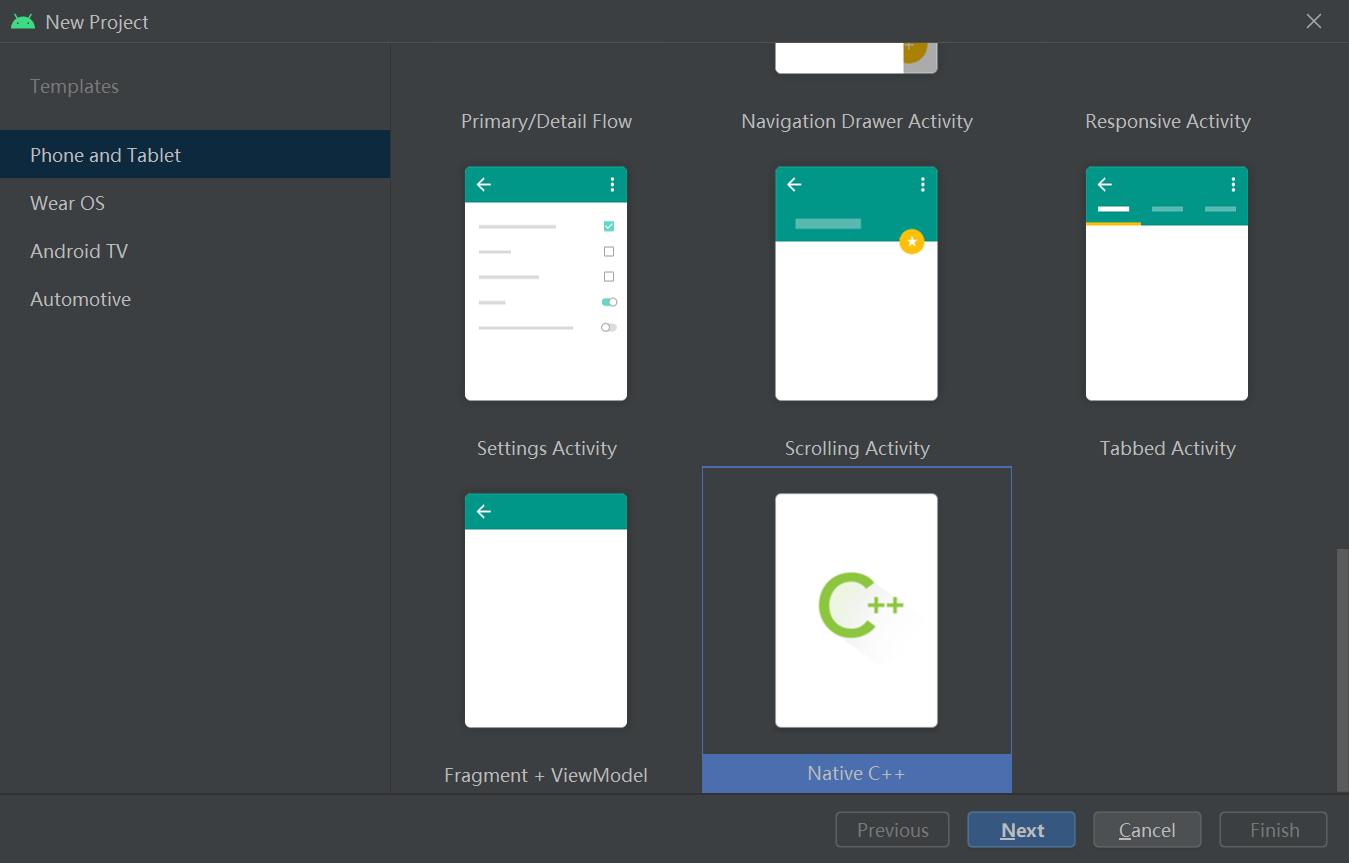 New Project
Templates
Phone and Tablet
Wear OS
Android TV
Automotive
Primary/Detail Flow
Navigation Drawer Activity
Responsive Activity
Settings Activity
Scrolling Activity
Tabbed Activity
C++
Fragment + ViewModel
Native C++
Previous
Next
Cancel
Finish